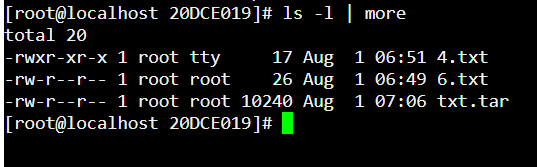 [root@localhost 20DCE019]# ls -l | more
total 20
-rwxr-xr-x 1 root tty     17 Aug  1 06:51 4.txt
-rw-r--r-- 1 root root    26 Aug  1 06:49 6.txt
-rw-r--r-- 1 root root 10240 Aug  1 07:06 txt.tar
[root@localhost 20DCE019]#